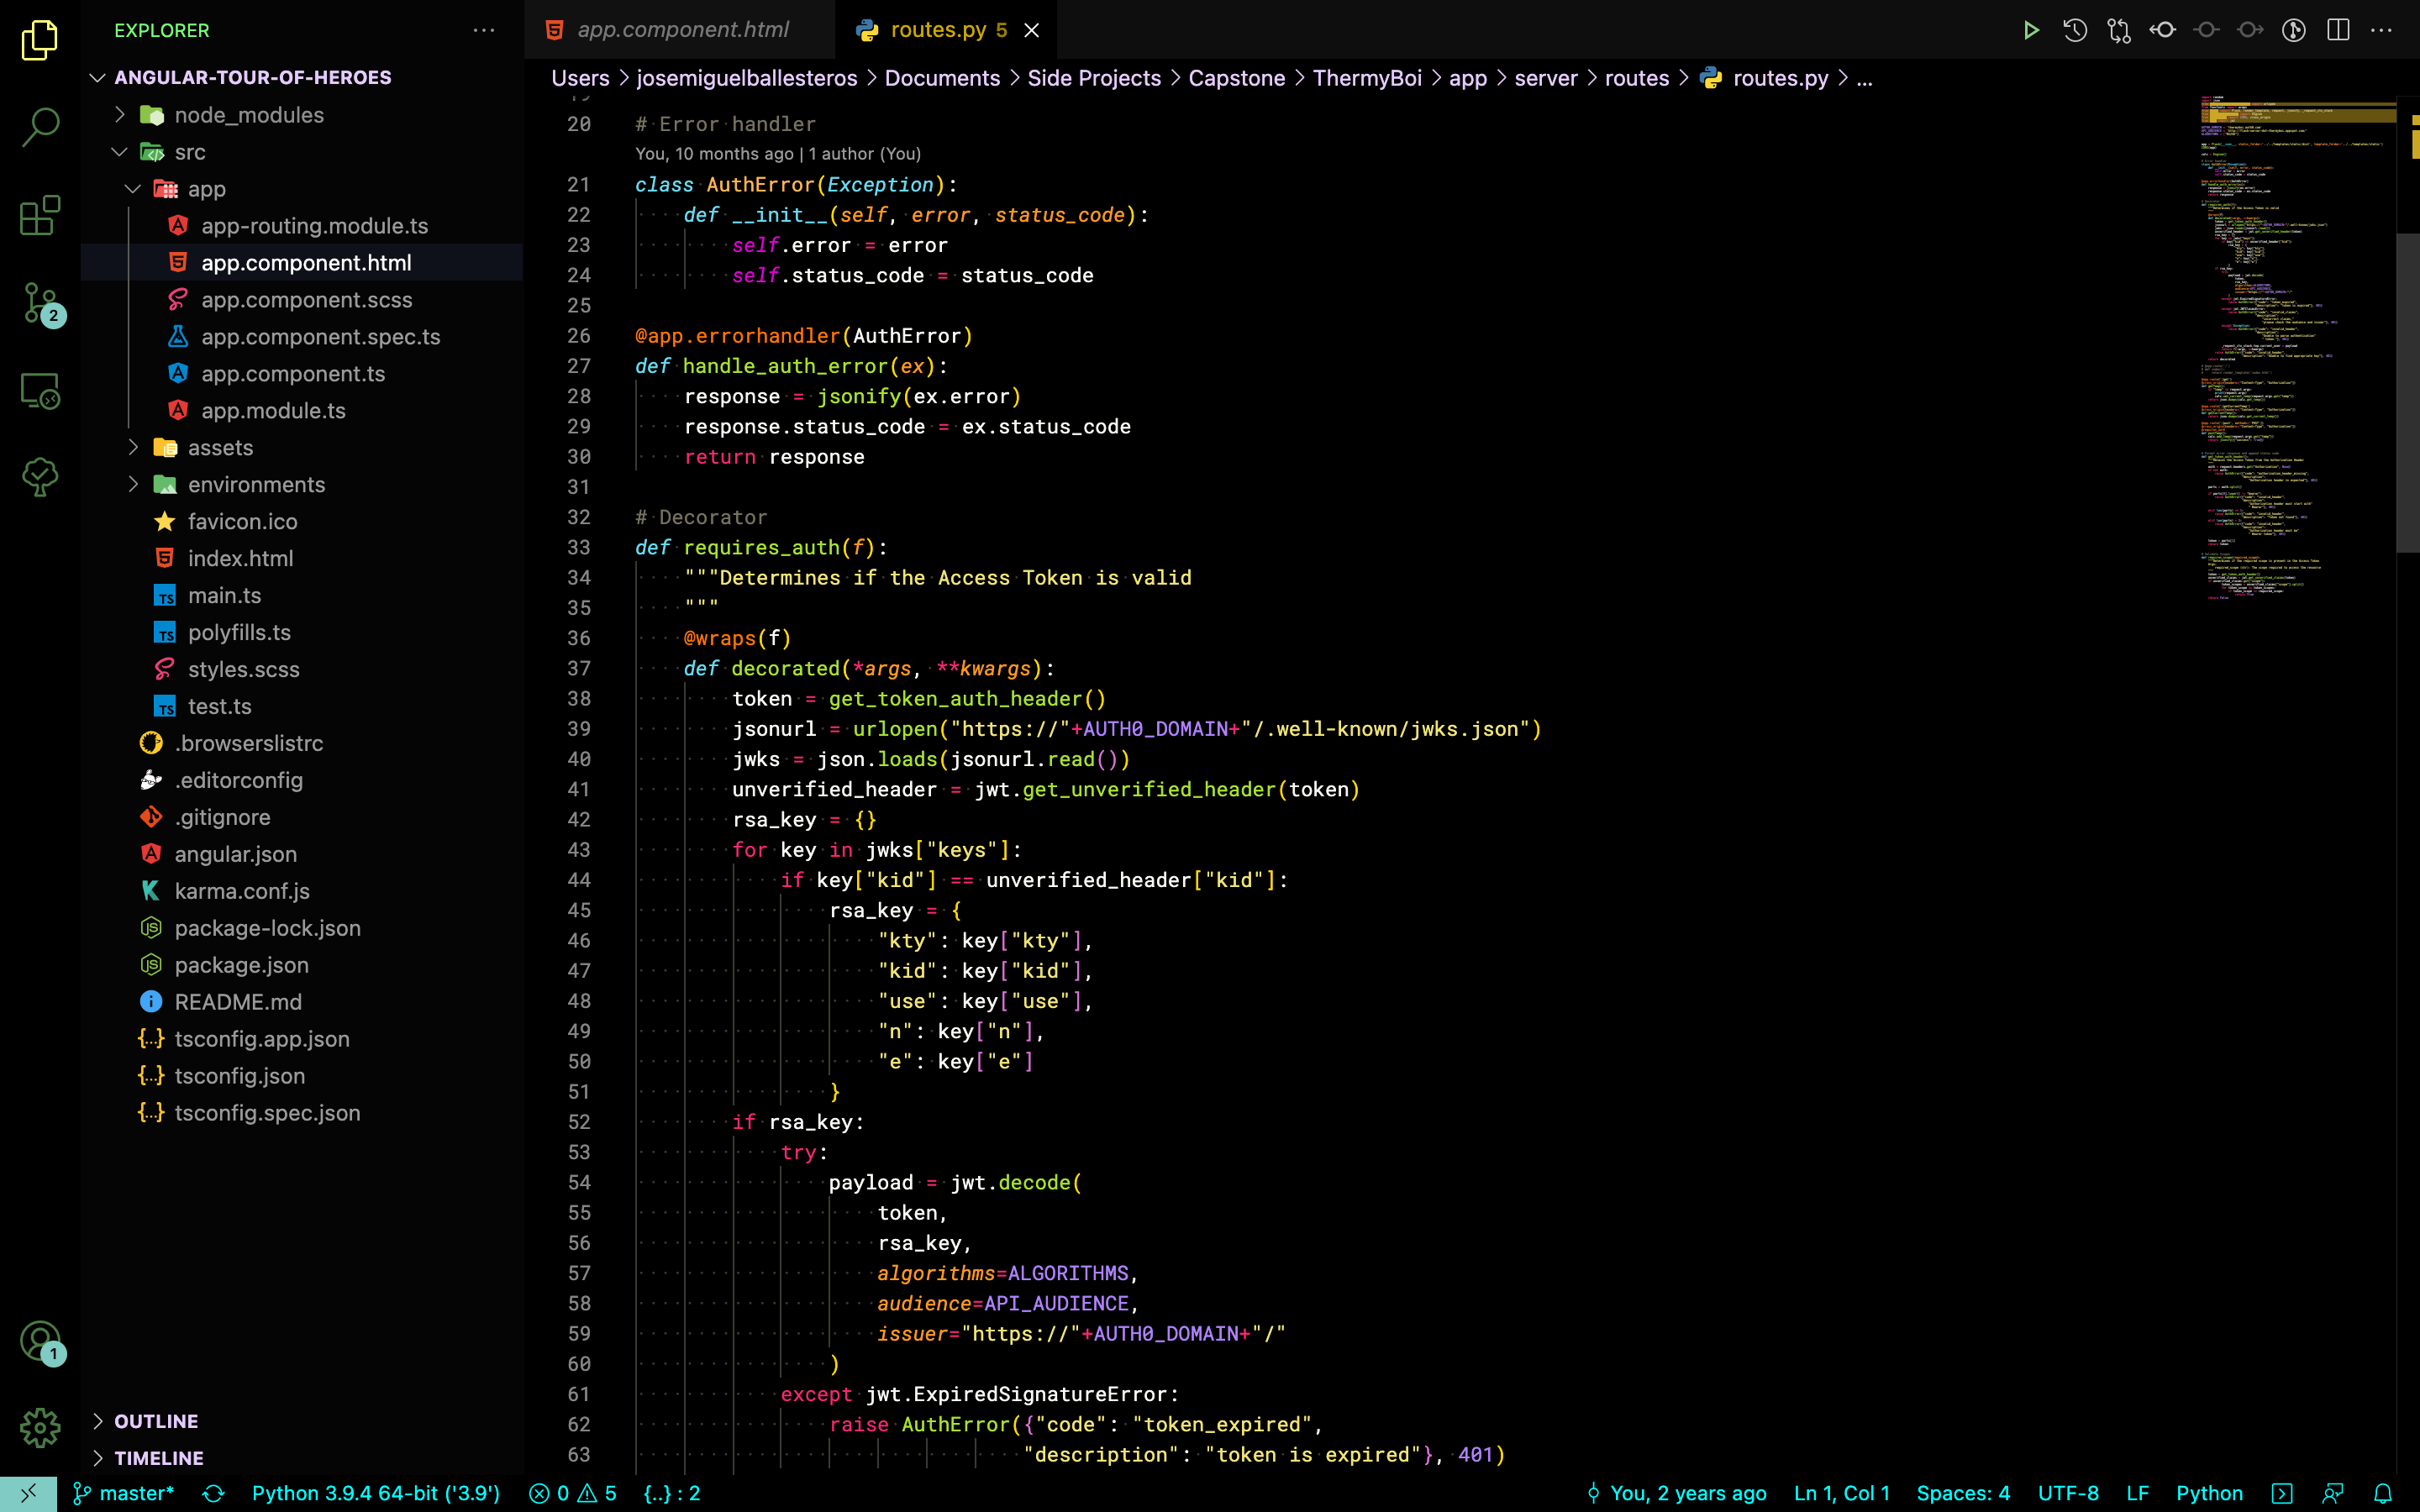 EXPLORER
ANGULAR-TOUR-OF-HEROES
node_modules
src
app
app-routing.module.ts
app.component.html
app.component.scss
app.component.spec.ts
app.component.ts
app.module.ts
assets
environments
favicon.ico
index.html
main.ts
polyfills.ts
styles.scss
test.ts
.browserslistrc
.editorconfig
.gitignore
angular.json
karma.conf.js
package-lock.json
package.json
README.md
tsconfig.app.json
tsconfig.json
tsconfig.spec.json
OUTLINE
TIMELINE
2
1
app.component.html
routes.py 5
Users > josemiguelballesteros > Documents > Side Projects > Capstone > ThermyBoi > app > server > routes > routes.py > ...
20 # Error handler
You, 10 months ago | 1 author (You)
21 class AuthError(Exception):
22     def __init__(self, error, status_code):
23         self.error = error
24         self.status_code = status_code
25
26 @app.errorhandler(AuthError)
27 def handle_auth_error(ex):
28     response = jsonify(ex.error)
29     response.status_code = ex.status_code
30     return response
31
32 # Decorator
33 def requires_auth(f):
34     """Determines if the Access Token is valid
35     """
36     @wraps(f)
37     def decorated(*args, **kwargs):
38         token = get_token_auth_header()
39         jsonurl = urlopen("https://"+AUTH0_DOMAIN+"/.well-known/jwks.json")
40         jwks = json.loads(jsonurl.read())
41         unverified_header = jwt.get_unverified_header(token)
42         rsa_key = {}
43         for key in jwks["keys"]:
44             if key["kid"] == unverified_header["kid"]:
45                 rsa_key = {
46                     "kty": key["kty"],
47                     "kid": key["kid"],
48                     "use": key["use"],
49                     "n": key["n"],
50                     "e": key["e"]
51                 }
52         if rsa_key:
53             try:
54                 payload = jwt.decode(
55                     token,
56                     rsa_key,
57                     algorithms=ALGORITHMS,
58                     audience=API_AUDIENCE,
59                     issuer="https://"+AUTH0_DOMAIN+"/"
60                 )
61             except jwt.ExpiredSignatureError:
62                 raise AuthError({"code": "token_expired",
63                                 "description": "token is expired"}, 401)
master* Python 3.9.4 64-bit ('3.9') 0 5 {..} : 2 You, 2 years ago Ln 1, Col 1 Spaces: 4 UTF-8 LF Python